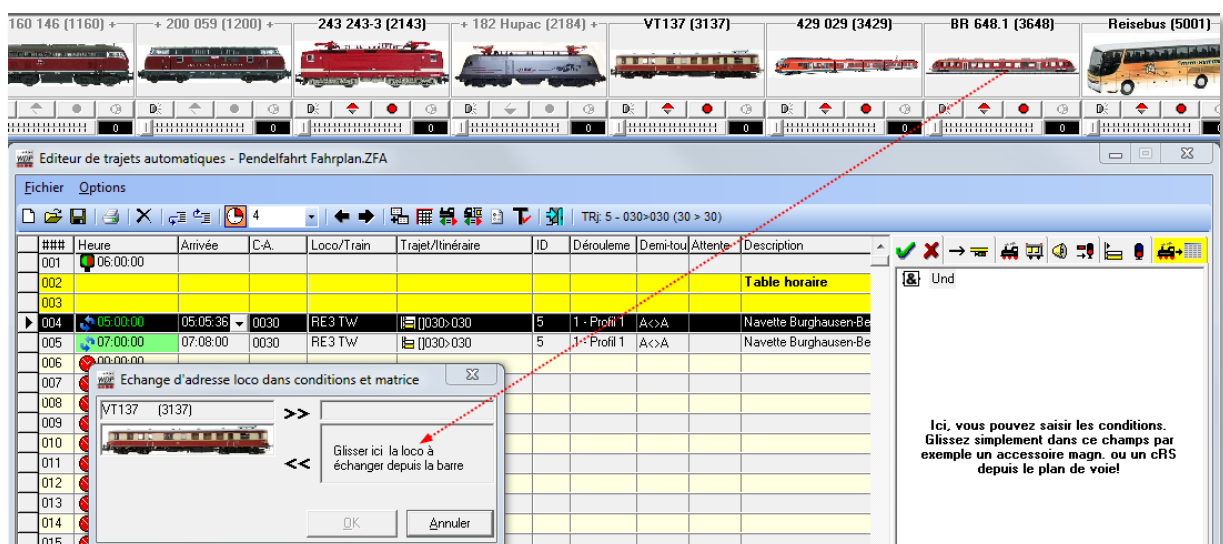 160 146 (1160) + + 200 059 (1200) + 243 243-3 (2143) + 182 Hupac (2184) + VT137 (3137) 429 029 (3429) BR 648.1 (3648) Reisebus (5001)
0 0 0 0 0 0 0
Editeur de trajets automatiques - Pendelfahrt Fahrplan.ZFA
Fichier Options
4 TRj: 5 - 030>030 (30 > 30)
### Heure Arrivée C-A. Loco/Train Trajet/Itinéraire ID Dérouleme Demi-tou Attente Description
001 06:00:00
002 Table horaire
003
004 05:00:00 05:05:36 0030 RE3 TW []030>030 5 1 - Profil 1 A<>A Navette Burghausen-Be
005 07:00:00 07:08:00 0030 RE3 TW []030>030 5 1 - Profil 1 A<>A Navette Burghausen-Be
006 00:00:00
007
008
009
010
011
012
013
014
015
Echange d'adresse loco dans conditions et matrice
VT137 (3137) >>
<<
Glisser ici la loco à
échanger depuis la barre
OK Annuler
& Und
Ici, vous pouvez saisir les conditions.
Glissez simplement dans ce champs par
exemple un accessoire magn. ou un cRS
depuis le plan de voie!